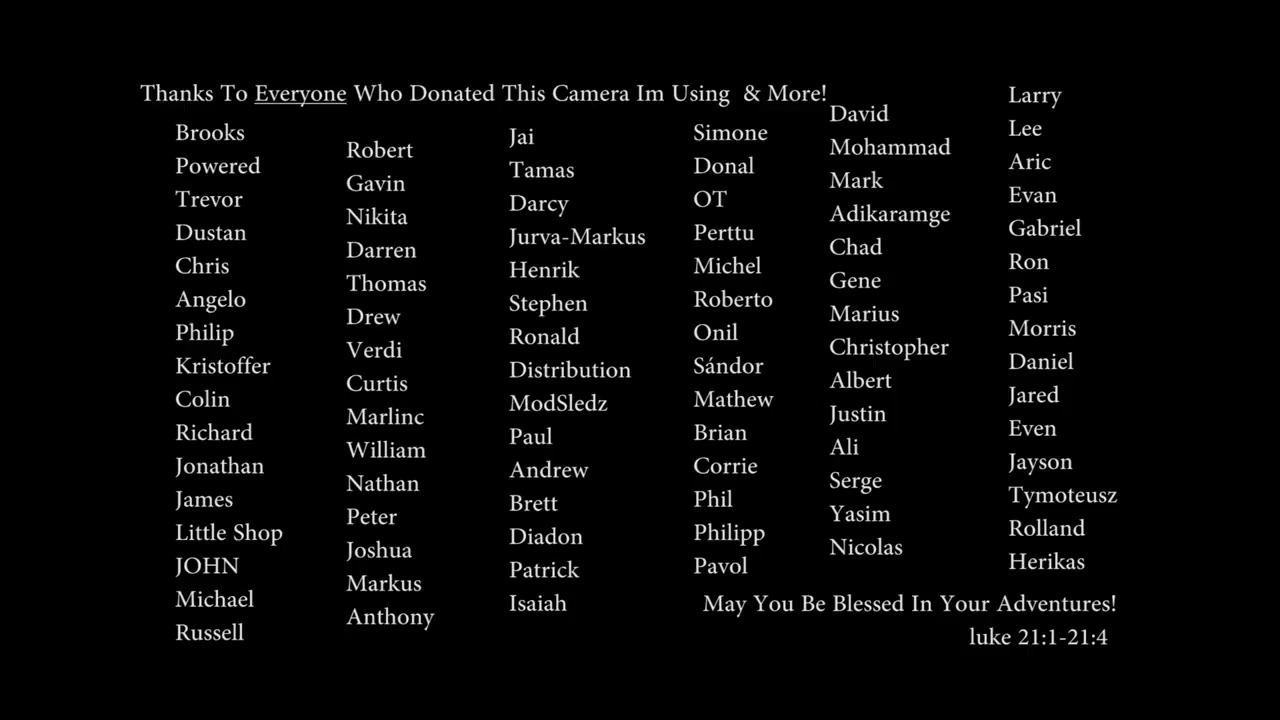 Thanks To Everyone Who Donated This Camera Im Using & More!
Brooks
Powered
Trevor
Dustan
Chris
Angelo
Philip
Kristoffer
Colin
Richard
Jonathan
James
Little Shop
JOHN
Michael
Russell
Robert
Gavin
Nikita
Darren
Thomas
Drew
Verdi
Curtis
Marlinc
William
Nathan
Peter
Joshua
Markus
Anthony
Jai
Tamas
Darcy
Jurva-Markus
Henrik
Stephen
Ronald
Distribution
ModSledz
Paul
Andrew
Brett
Diadon
Patrick
Isaiah
Simone
Donal
OT
Perttu
Michel
Roberto
Onil
Sándor
Mathew
Brian
Corrie
Phil
Philipp
Pavol
David
Mohammad
Mark
Adikaramge
Chad
Gene
Marius
Christopher
Albert
Justin
Ali
Serge
Yasim
Nicolas
Larry
Lee
Aric
Evan
Gabriel
Ron
Pasi
Morris
Daniel
Jared
Even
Jayson
Tymoteusz
Rolland
Herikas
May You Be Blessed In Your Adventures!
luke 21:1-21:4